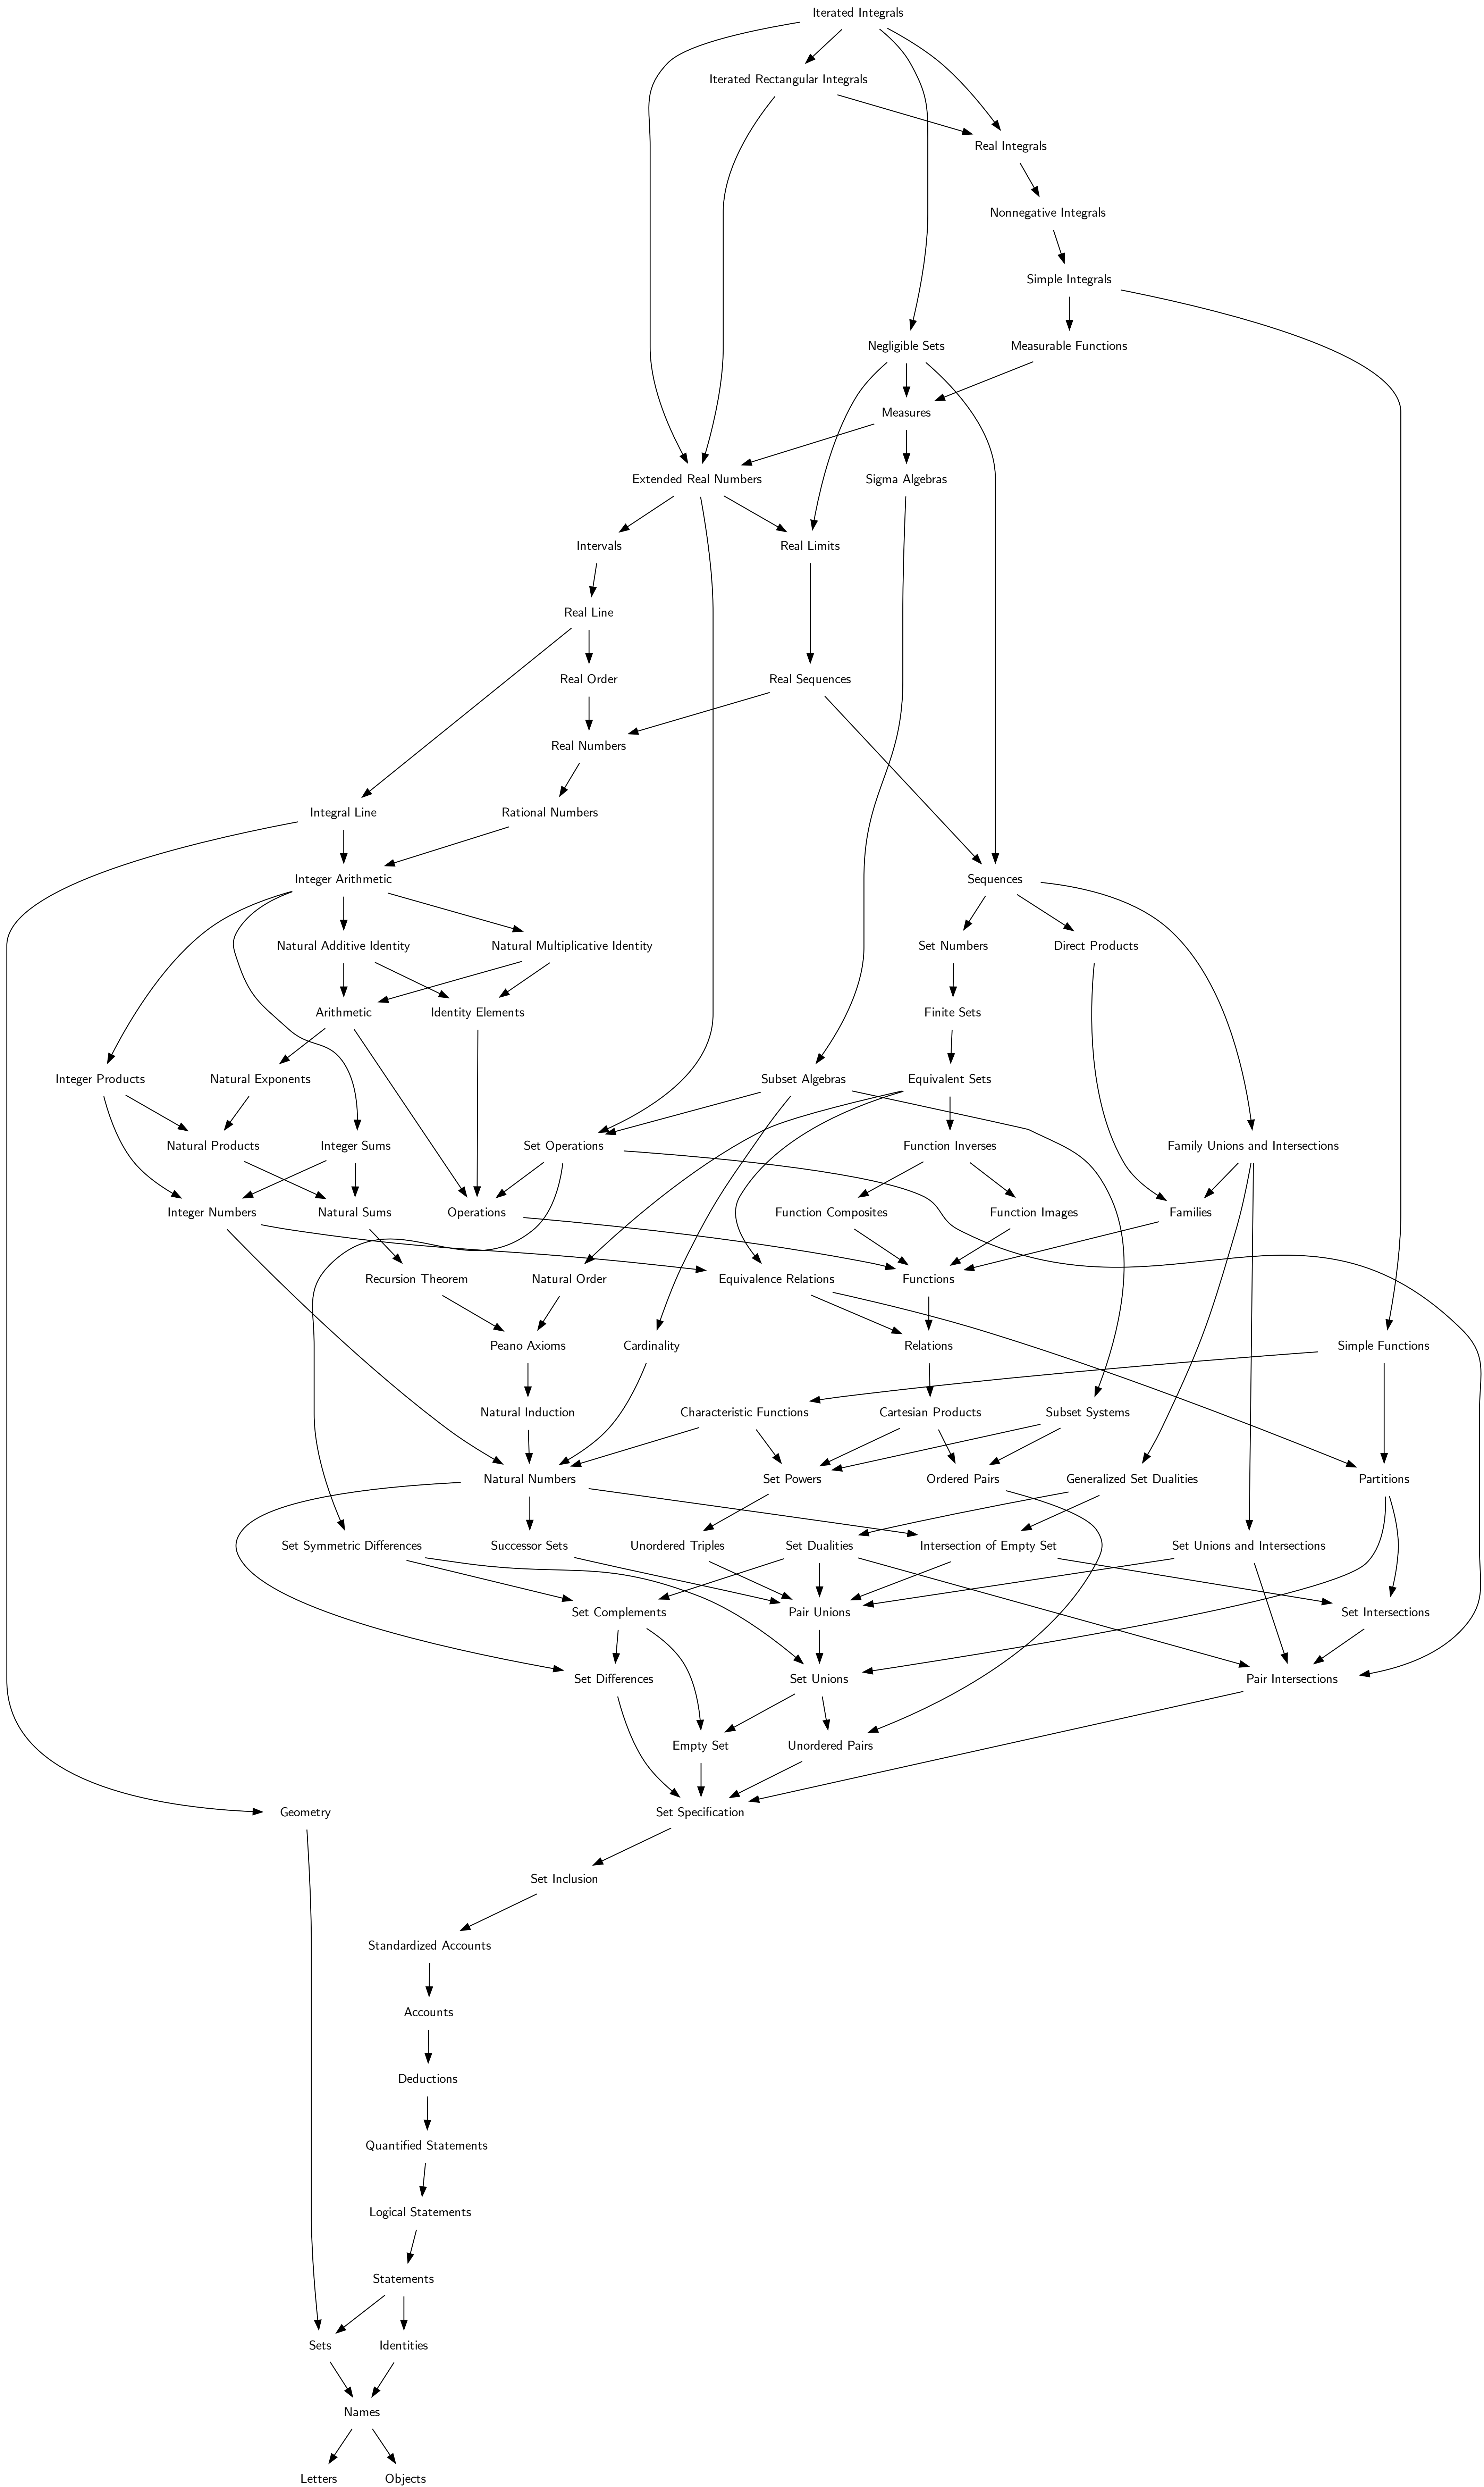 Iterated Integrals
Iterated Rectangular Integrals
Real Integrals
Nonnegative Integrals
Simple Integrals
Negligible Sets
Measurable Functions
Measures
Extended Real Numbers
Sigma Algebras
Intervals
Real Limits
Real Line
Real Order
Real Sequences
Real Numbers
Integral Line
Rational Numbers
Integer Arithmetic
Sequences
Natural Additive Identity
Natural Multiplicative Identity
Set Numbers
Direct Products
Arithmetic
Identity Elements
Finite Sets
Integer Products
Natural Exponents
Subset Algebras
Equivalent Sets
Natural Products
Integer Sums
Set Operations
Function Inverses
Family Unions and Intersections
Integer Numbers
Natural Sums
Operations
Function Composites
Function Images
Families
Recursion Theorem
Natural Order
Equivalence Relations
Functions
Peano Axioms
Cardinality
Relations
Simple Functions
Natural Induction
Characteristic Functions
Cartesian Products
Subset Systems
Natural Numbers
Set Powers
Ordered Pairs
Generalized Set Dualities
Partitions
Set Symmetric Differences
Successor Sets
Unordered Triples
Set Dualities
Intersection of Empty Set
Set Unions and Intersections
Set Complements
Pair Unions
Set Intersections
Set Differences
Set Unions
Pair Intersections
Empty Set
Unordered Pairs
Geometry
Set Specification
Set Inclusion
Standardized Accounts
Accounts
Deductions
Quantified Statements
Logical Statements
Statements
Sets
Identities
Names
Letters
Objects